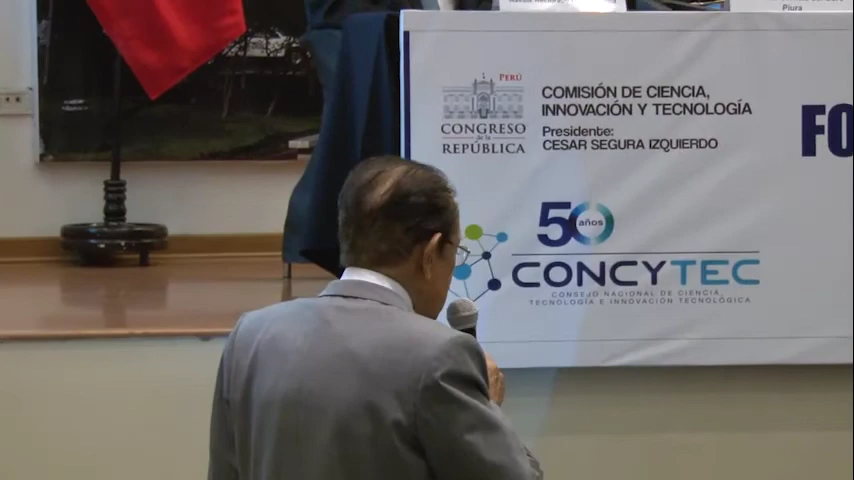 Piura
PERÚ
CONGRESO
de la
REPÚBLICA
COMISIÓN DE CIENCIA,
INNOVACIÓN Y TECNOLOGÍA
Presidente:
CESAR SEGURA IZQUIERDO
FO
50
años
CONCYTEC
CONSEJO NACIONAL DE CIENCIA,
TECNOLOGÍA E INNOVACIÓN TECNOLÓGICA